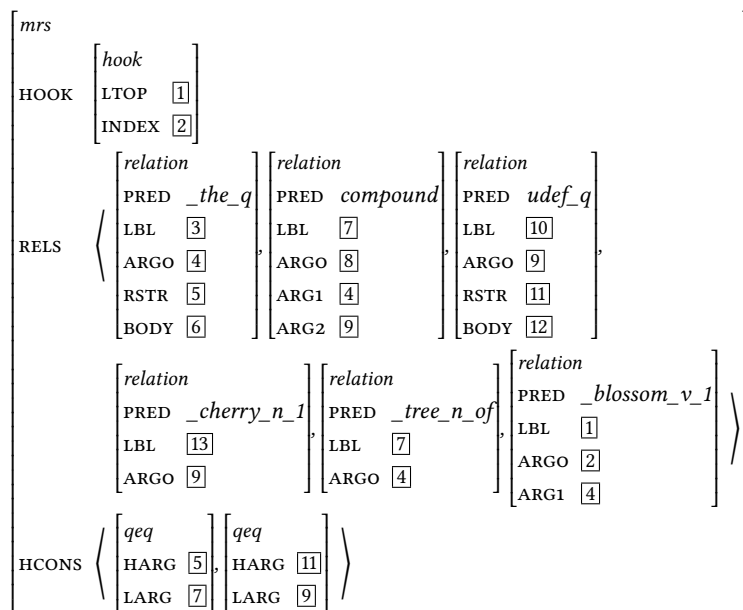 mrs
HOOK hook
LTOP 1
INDEX 2
RELS ⟨ relation
PRED _the_q
LBL 3
ARG0 4
RSTR 5
BODY 6
, relation
PRED compound
LBL 7
ARG0 8
ARG1 4
ARG2 9
, relation
PRED udef_q
LBL 10
ARG0 9
RSTR 11
BODY 12
,
relation
PRED _cherry_n_1
LBL 13
ARG0 9
, relation
PRED _tree_n_of
LBL 7
ARG0 4
, relation
PRED _blossom_v_1
LBL 1
ARG0 2
ARG1 4 ⟩
HCONS ⟨ qeq
HARG 5
LARG 7
, qeq
HARG 11
LARG 9 ⟩